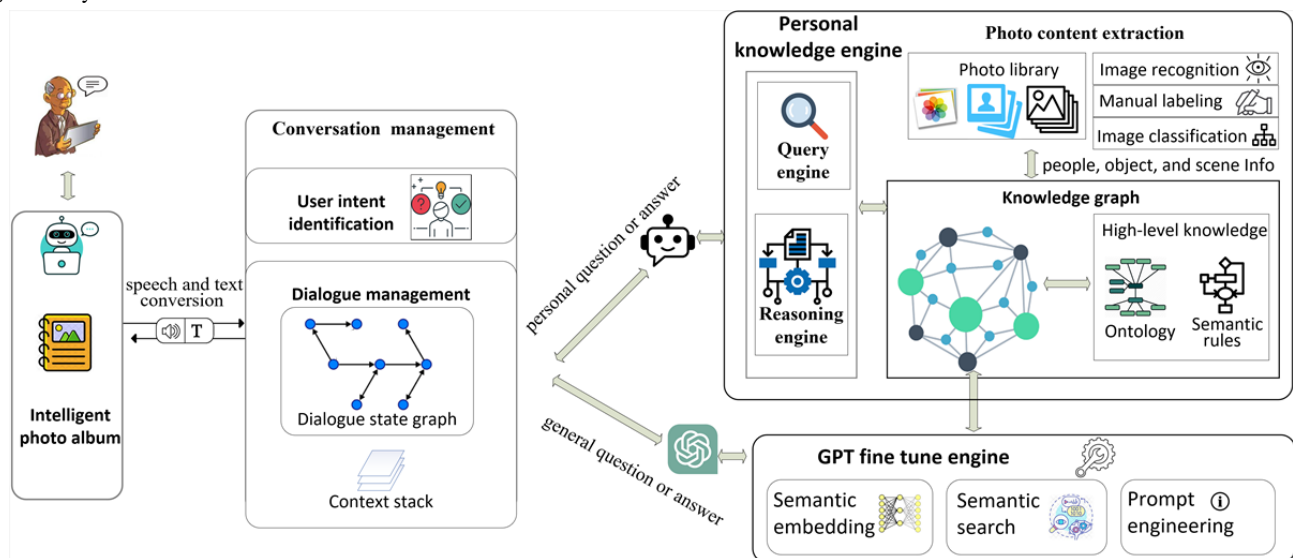 Intelligent
photo album
speech and text
conversion
T
Conversation management
User intent
identification
Dialogue management
Dialogue state graph
Context stack
personal question or answer
general question or answer
Personal
knowledge engine
Query
engine
Reasoning
engine
Photo content extraction
Photo library
Image recognition
Manual labeling
Image classification
people, object, and scene Info
Knowledge graph
High-level knowledge
Ontology
Semantic
rules
GPT fine tune engine
Semantic
embedding
Semantic
search
Prompt
engineering